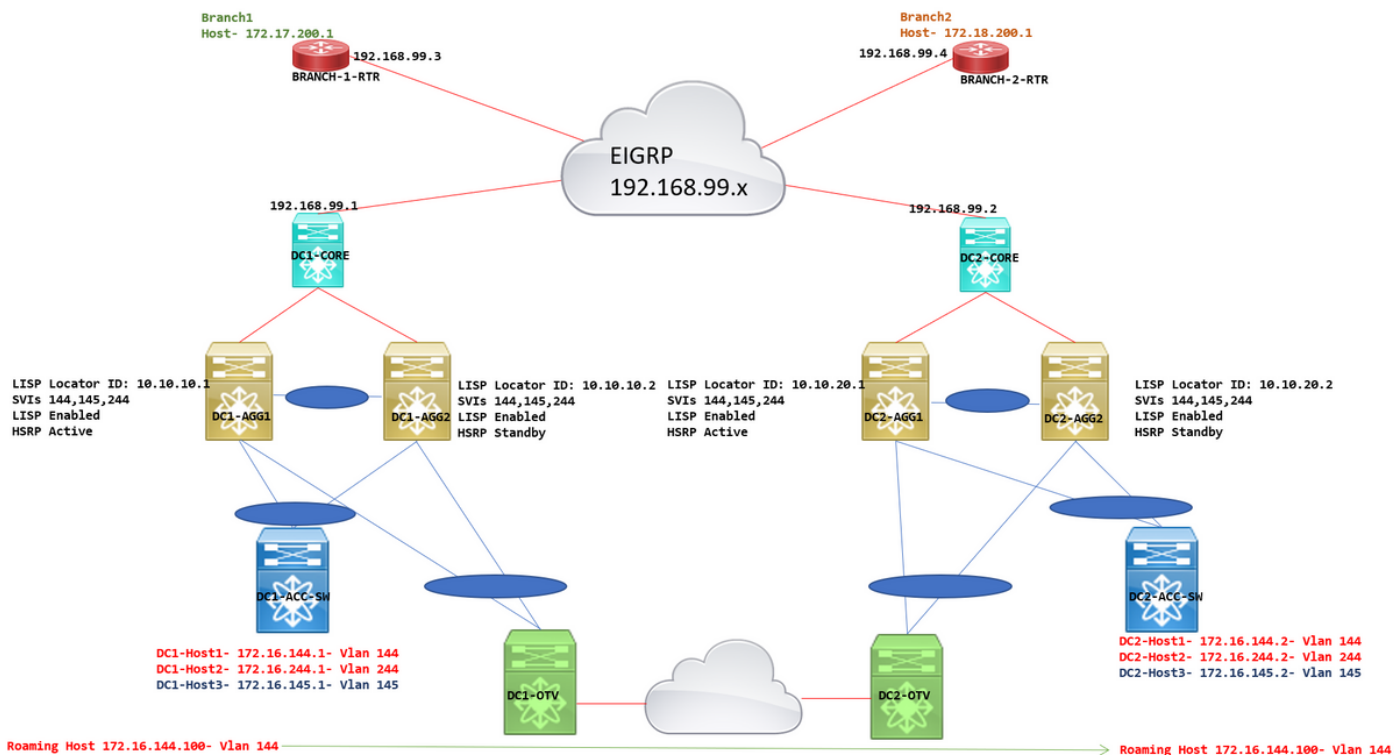 Branch1
Host- 172.17.200.1
192.168.99.3
BRANCH-1-RTR
Branch2
Host- 172.18.200.1
192.168.99.4
BRANCH-2-RTR
EIGRP
192.168.99.x
192.168.99.1
DC1-CORE
192.168.99.2
DC2-CORE
LISP Locator ID: 10.10.10.1
SVIs 144,145,244
LISP Enabled
HSRP Active
DC1-AGG1
DC1-AGG2
LISP Locator ID: 10.10.10.2
SVIs 144,145,244
LISP Enabled
HSRP Standby
LISP Locator ID: 10.10.20.1
SVIs 144,145,244
LISP Enabled
HSRP Active
DC2-AGG1
DC2-AGG2
LISP Locator ID: 10.10.20.2
SVIs 144,145,244
LISP Enabled
HSRP Standby
DC1-ACC-SW
DC2-ACC-SW
DC1-Host1- 172.16.144.1- Vlan 144
DC1-Host2- 172.16.244.1- Vlan 244
DC1-Host3- 172.16.145.1- Vlan 145
DC2-Host1- 172.16.144.2- Vlan 144
DC2-Host2- 172.16.244.2- Vlan 244
DC2-Host3- 172.16.145.2- Vlan 145
DC1-OTV
DC2-OTV
Roaming Host 172.16.144.100- Vlan 144
Roaming Host 172.16.144.100- Vlan 144